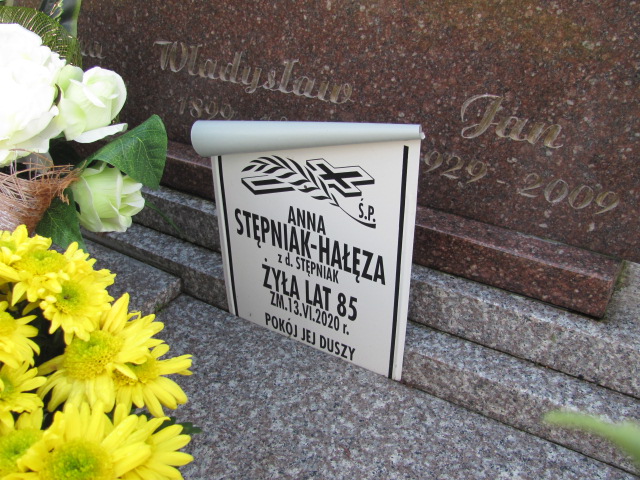 Władysław
Jan
1929 2009
Ś.P.
ANNA
STĘPNIAK-HAŁĘZA
z d. STĘPNIAK
ŻYŁA LAT 85
ZM.13.VI.2020 r.
POKÓJ JEJ DUSZY